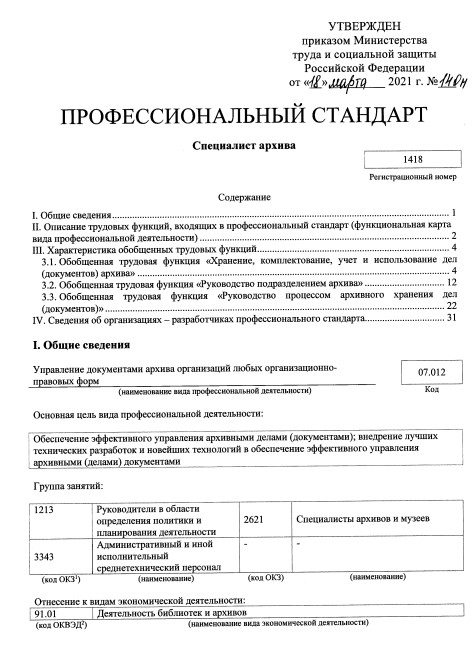 УТВЕРЖДЕН
приказом Министерства
труда и социальной защиты
Российской Федерации
от «18» марта 2021 г. № 140н
ПРОФЕССИОНАЛЬНЫЙ СТАНДАРТ
Специалист архива
1418
Регистрационный номер
Содержание
I. Общие сведения 1
II. Описание трудовых функций, входящих в профессиональный стандарт (функциональная карта
вида профессиональной деятельности) 2
III. Характеристика обобщенных трудовых функций 4
3.1. Обобщенная трудовая функция «Хранение, комплектование, учет и использование дел
(документов) архива» 4
3.2. Обобщенная трудовая функция «Руководство подразделением архива» 12
3.3. Обобщенная трудовая функция «Руководство процессом архивного хранения дел
(документов)» 22
IV. Сведения об организациях – разработчиках профессионального стандарта 31
I. Общие сведения
Управление документами архива организаций любых организационно-
правовых форм
07.012
(наименование вида профессиональной деятельности)
Код
Основная цель вида профессиональной деятельности:
Обеспечение эффективного управления архивными делами (документами); внедрение лучших
технических разработок и новейших технологий в обеспечение эффективного управления
архивными (делами) документами
Группа занятий:
1213 Руководители в области
определения политики и
планирования деятельности
2621 Специалисты архивов и музеев
3343 Административный и иной
исполнительский
среднетехнический персонал
- -
(код ОКЗ¹) (наименование) (код ОКЗ) (наименование)
Отнесение к видам экономической деятельности:
91.01 Деятельность библиотек и архивов
(код ОКВЭД²) (наименование вида экономической деятельности)